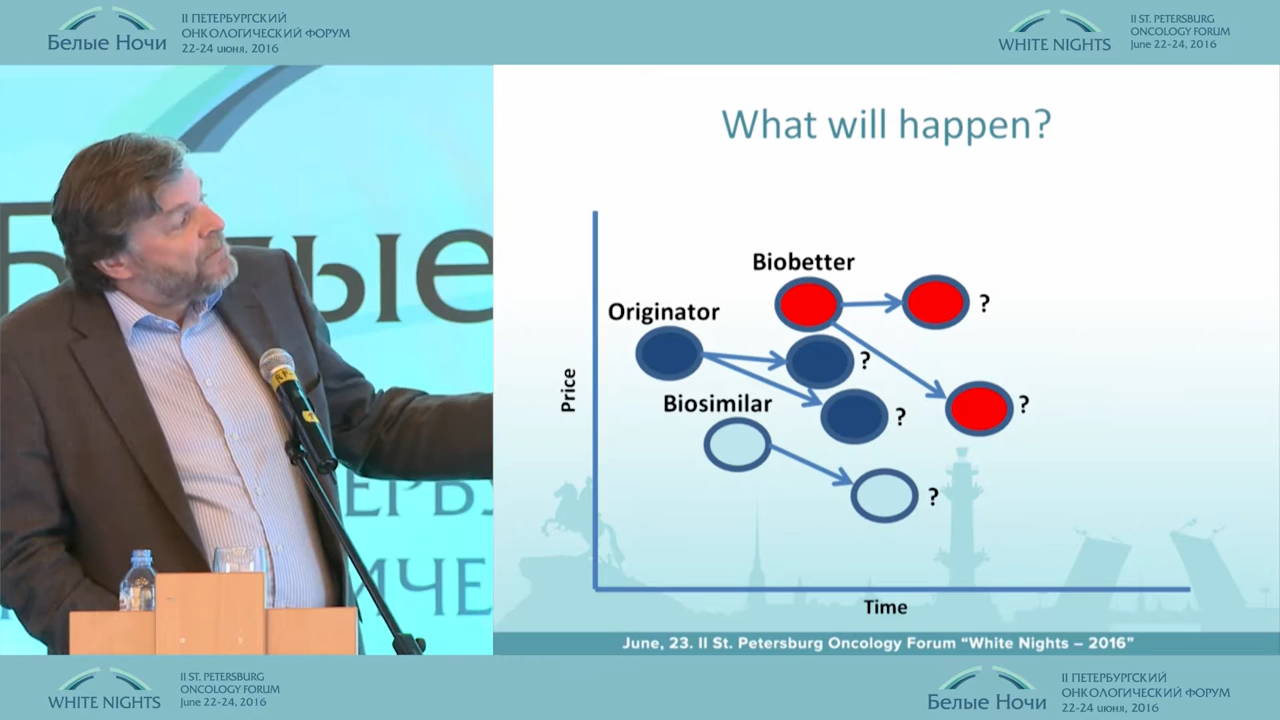 Белые Ночи
II ПЕТЕРБУРГСКИЙ
ОНКОЛОГИЧЕСКИЙ ФОРУМ
22-24 июня, 2016
WHITE NIGHTS
II ST. PETERSBURG
ONCOLOGY FORUM
June 22-24, 2016
What will happen?
Biobetter
?
Originator
?
?
?
Biosimilar
?
Price
Time
June, 23. II St. Petersburg Oncology Forum "White Nights – 2016"
WHITE NIGHTS
II ST. PETERSBURG
ONCOLOGY FORUM
June 22-24, 2016
Белые Ночи
II ПЕТЕРБУРГСКИЙ
ОНКОЛОГИЧЕСКИЙ ФОРУМ
22-24 июня, 2016